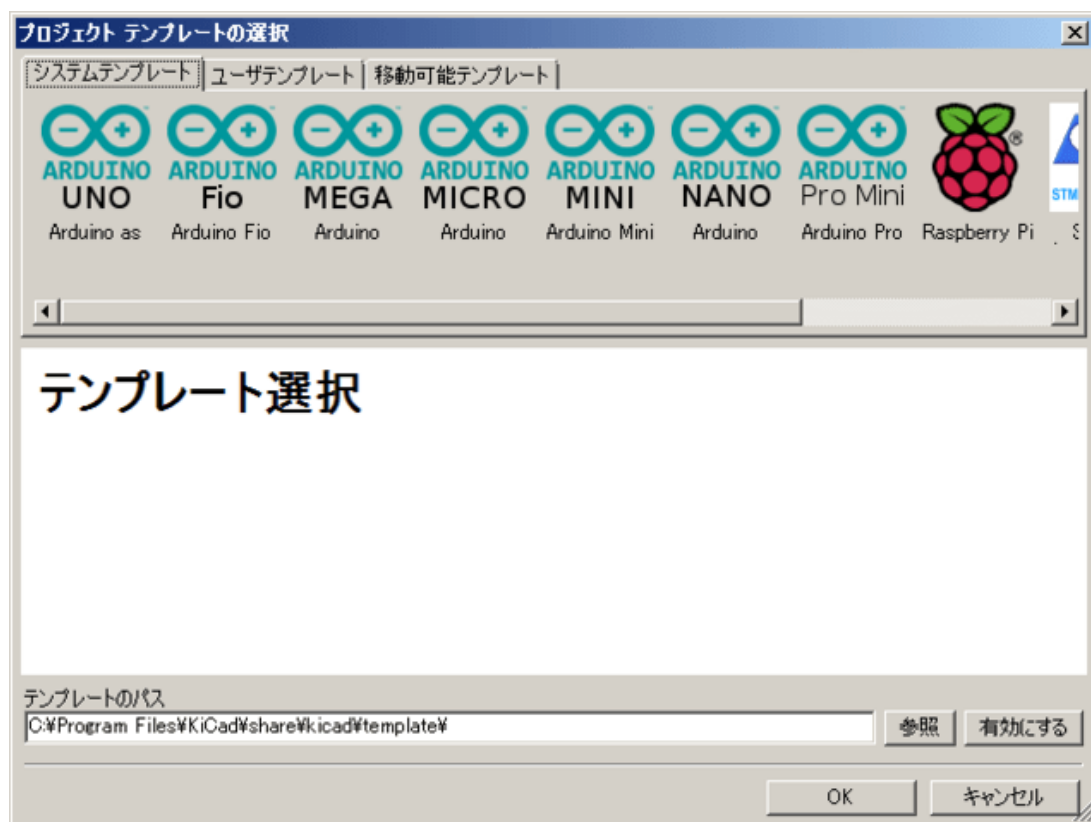 プロジェクト テンプレートの選択
システムテンプレート ユーザテンプレート 移動可能テンプレート
ARDUINO ARDUINO ARDUINO ARDUINO ARDUINO ARDUINO ARDUINO
UNO Fio MEGA MICRO MINI NANO Pro Mini
Arduino as Arduino Fio Arduino Arduino Arduino Mini Arduino Arduino Pro Raspberry Pi
テンプレート選択
テンプレートのパス
C:¥Program Files¥KiCad¥share¥kicad¥template¥ 参照 有効にする
OK キャンセル